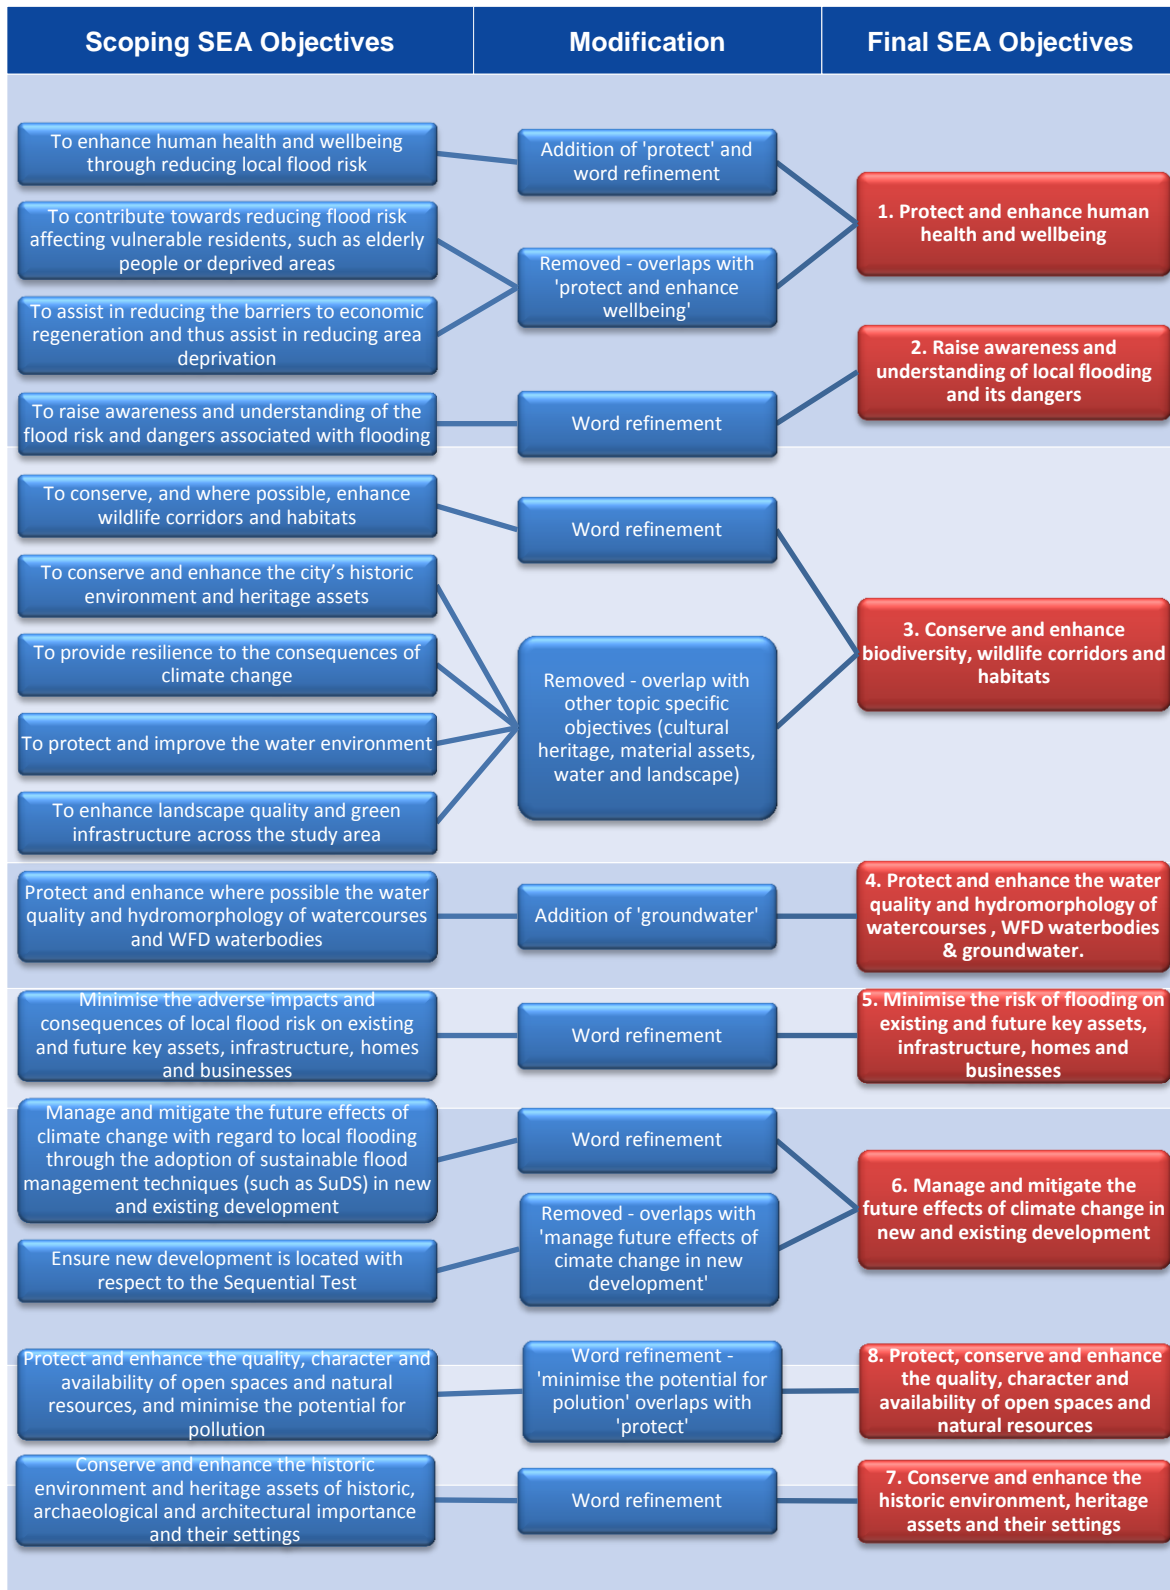 Scoping SEA Objectives
Modification
Final SEA Objectives
To enhance human health and wellbeing
through reducing local flood risk
Addition of 'protect' and
word refinement
1. Protect and enhance human
health and wellbeing
To contribute towards reducing flood risk
affecting vulnerable residents, such as elderly
people or deprived areas
Removed - overlaps with
'protect and enhance
wellbeing'
To assist in reducing the barriers to economic
regeneration and thus assist in reducing area
deprivation
2. Raise awareness and
understanding of local flooding
and its dangers
To raise awareness and understanding of the
flood risk and dangers associated with flooding
Word refinement
To conserve, and where possible, enhance
wildlife corridors and habitats
Word refinement
To conserve and enhance the city’s historic
environment and heritage assets
3. Conserve and enhance
biodiversity, wildlife corridors and
habitats
To provide resilience to the consequences of
climate change
Removed - overlap with
other topic specific
objectives (cultural
heritage, material assets,
water and landscape)
To protect and improve the water environment
To enhance landscape quality and green
infrastructure across the study area
Protect and enhance where possible the water
quality and hydromorphology of watercourses
and WFD waterbodies
Addition of 'groundwater'
4. Protect and enhance the water
quality and hydromorphology of
watercourses , WFD waterbodies
& groundwater.
Minimise the adverse impacts and
consequences of local flood risk on existing
and future key assets, infrastructure, homes
and businesses
Word refinement
5. Minimise the risk of flooding on
existing and future key assets,
infrastructure, homes and
businesses
Manage and mitigate the future effects of
climate change with regard to local flooding
through the adoption of sustainable flood
management techniques (such as SuDS) in new
and existing development
Word refinement
6. Manage and mitigate the
future effects of climate change in
new and existing development
Ensure new development is located with
respect to the Sequential Test
Removed - overlaps with
'manage future effects of
cimate change in new
development'
Protect and enhance the quality, character and
availability of open spaces and natural
resources, and minimise the potential for
pollution
Word refinement -
'minimise the potential for
polution' overlaps with
'protect'
8. Protect, conserve and enhance
the quality, character and
availability of open spaces and
natural resources
Conserve and enhance the historic
environment and heritage assets of historic,
archaeological and architectural importance
and their settings
Word refinement
7. Conserve and enhance the
historic environment, heritage
assets and their settings